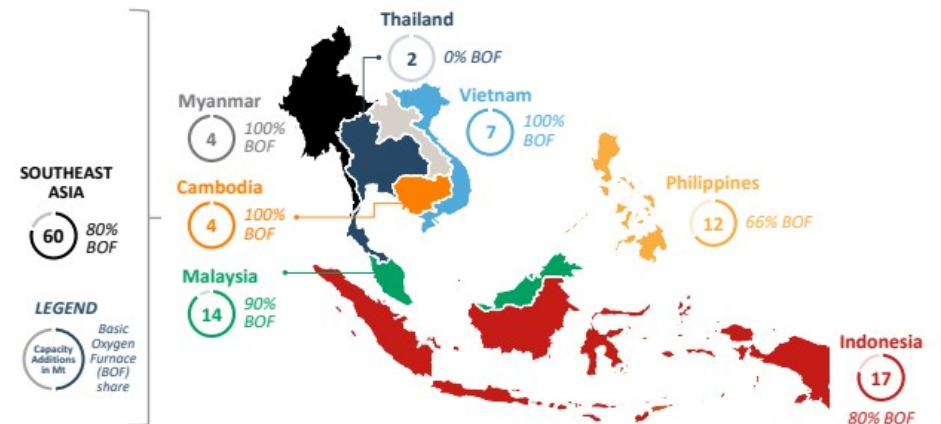 Thailand
2
0% BOF
Myanmar
4
100%
BOF
Vietnam
7
100%
BOF
SOUTHEAST
ASIA
60
80%
BOF
Cambodia
4
100%
BOF
Philippines
12
66% BOF
Malaysia
14
90%
BOF
LEGEND
Capacity
Additions
in Mt
Basic
Oxygen
Furnace
(BOF)
share
Indonesia
17
80% BOF